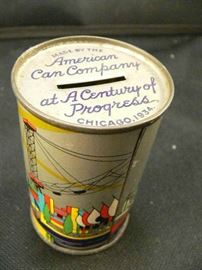 MADE BY THE
American
Can Company
at A Century of
Progress
CHICAGO, 1934